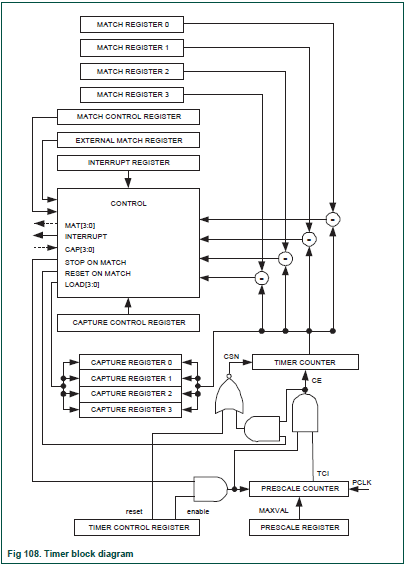 MATCH REGISTER 0
MATCH REGISTER 1
MATCH REGISTER 2
MATCH REGISTER 3
MATCH CONTROL REGISTER
EXTERNAL MATCH REGISTER
INTERRUPT REGISTER
CONTROL
MAT[3:0]
INTERRUPT
CAP[3:0]
STOP ON MATCH
RESET ON MATCH
LOAD[3:0]
CAPTURE CONTROL REGISTER
CAPTURE REGISTER 0
CAPTURE REGISTER 1
CAPTURE REGISTER 2
CAPTURE REGISTER 3
CSN
TIMER COUNTER
CE
TCI
PCLK
PRESCALE COUNTER
reset
enable
MAXVAL
TIMER CONTROL REGISTER
PRESCALE REGISTER
Fig 108. Timer block diagram